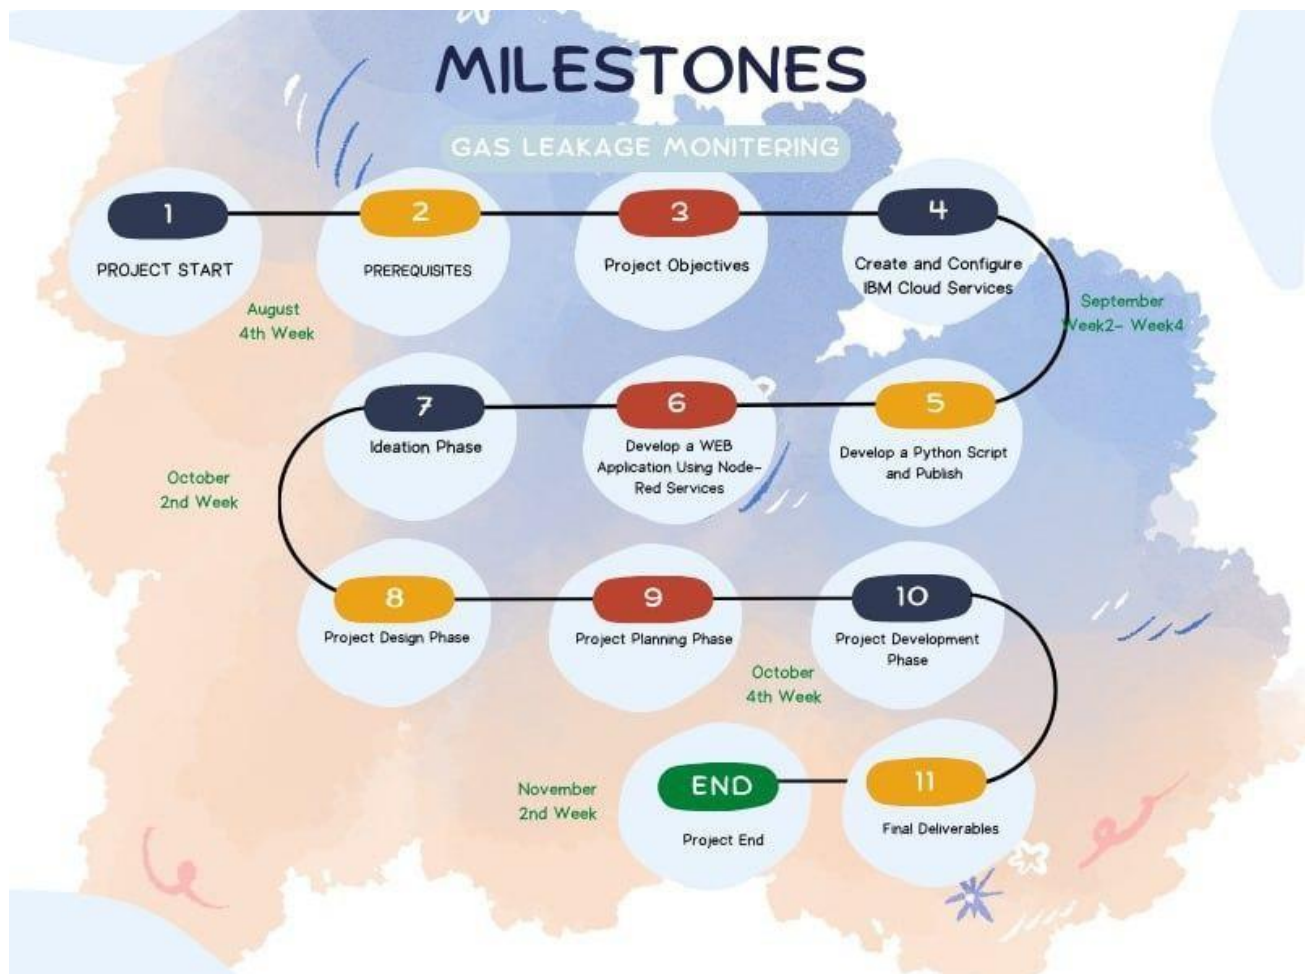 MILESTONES
GAS LEAKAGE MONITERING
1
PROJECT START
August
4th Week
2
PREREQUISITES
3
Project Objectives
4
Create and Configure
IBM Cloud Services
September
Week2- Week4
5
Develop a Python Script
and Publish
6
Develop a WEB
Application Using Node-
Red Services
7
Ideation Phase
October
2nd Week
8
Project Design Phase
9
Project Planning Phase
October
4th Week
10
Project Development
Phase
11
Final Deliverables
END
Project End
November
2nd Week